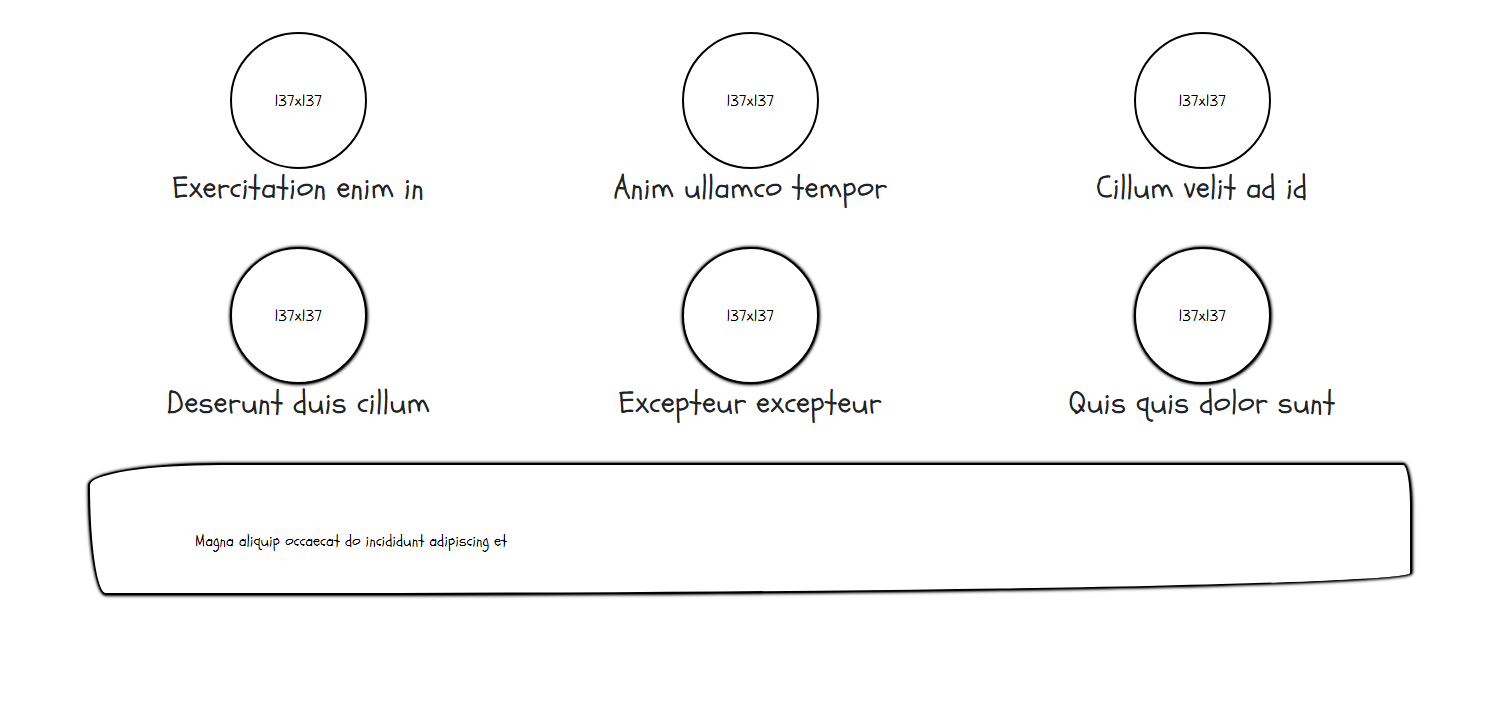 137x137
137x137
137x137
Exercitation enim in
Anim ullamco tempor
Cillum velit ad id
137x137
137x137
137x137
Deserunt duis cillum
Excepteur excepteur
Quis quis dolor sunt
Magna aliquip occaecat do incididunt adipiscing et